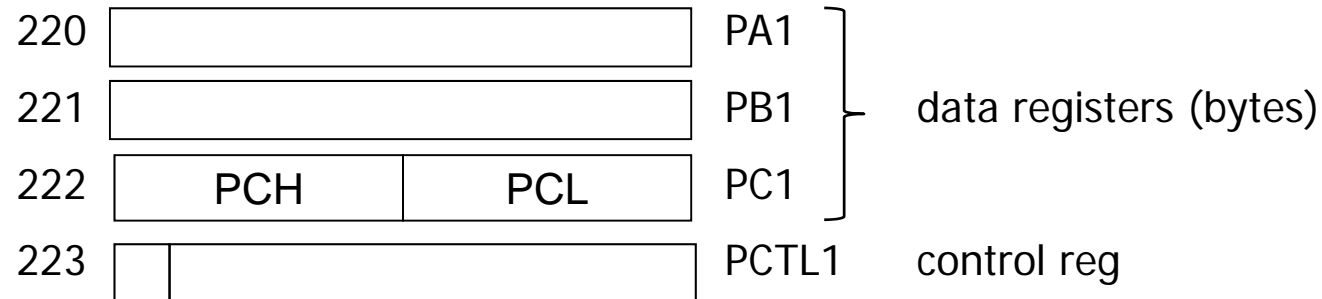 220 PA1
221 PB1 data registers (bytes)
222 PCH PCL PC1
223 PCTL1 control reg